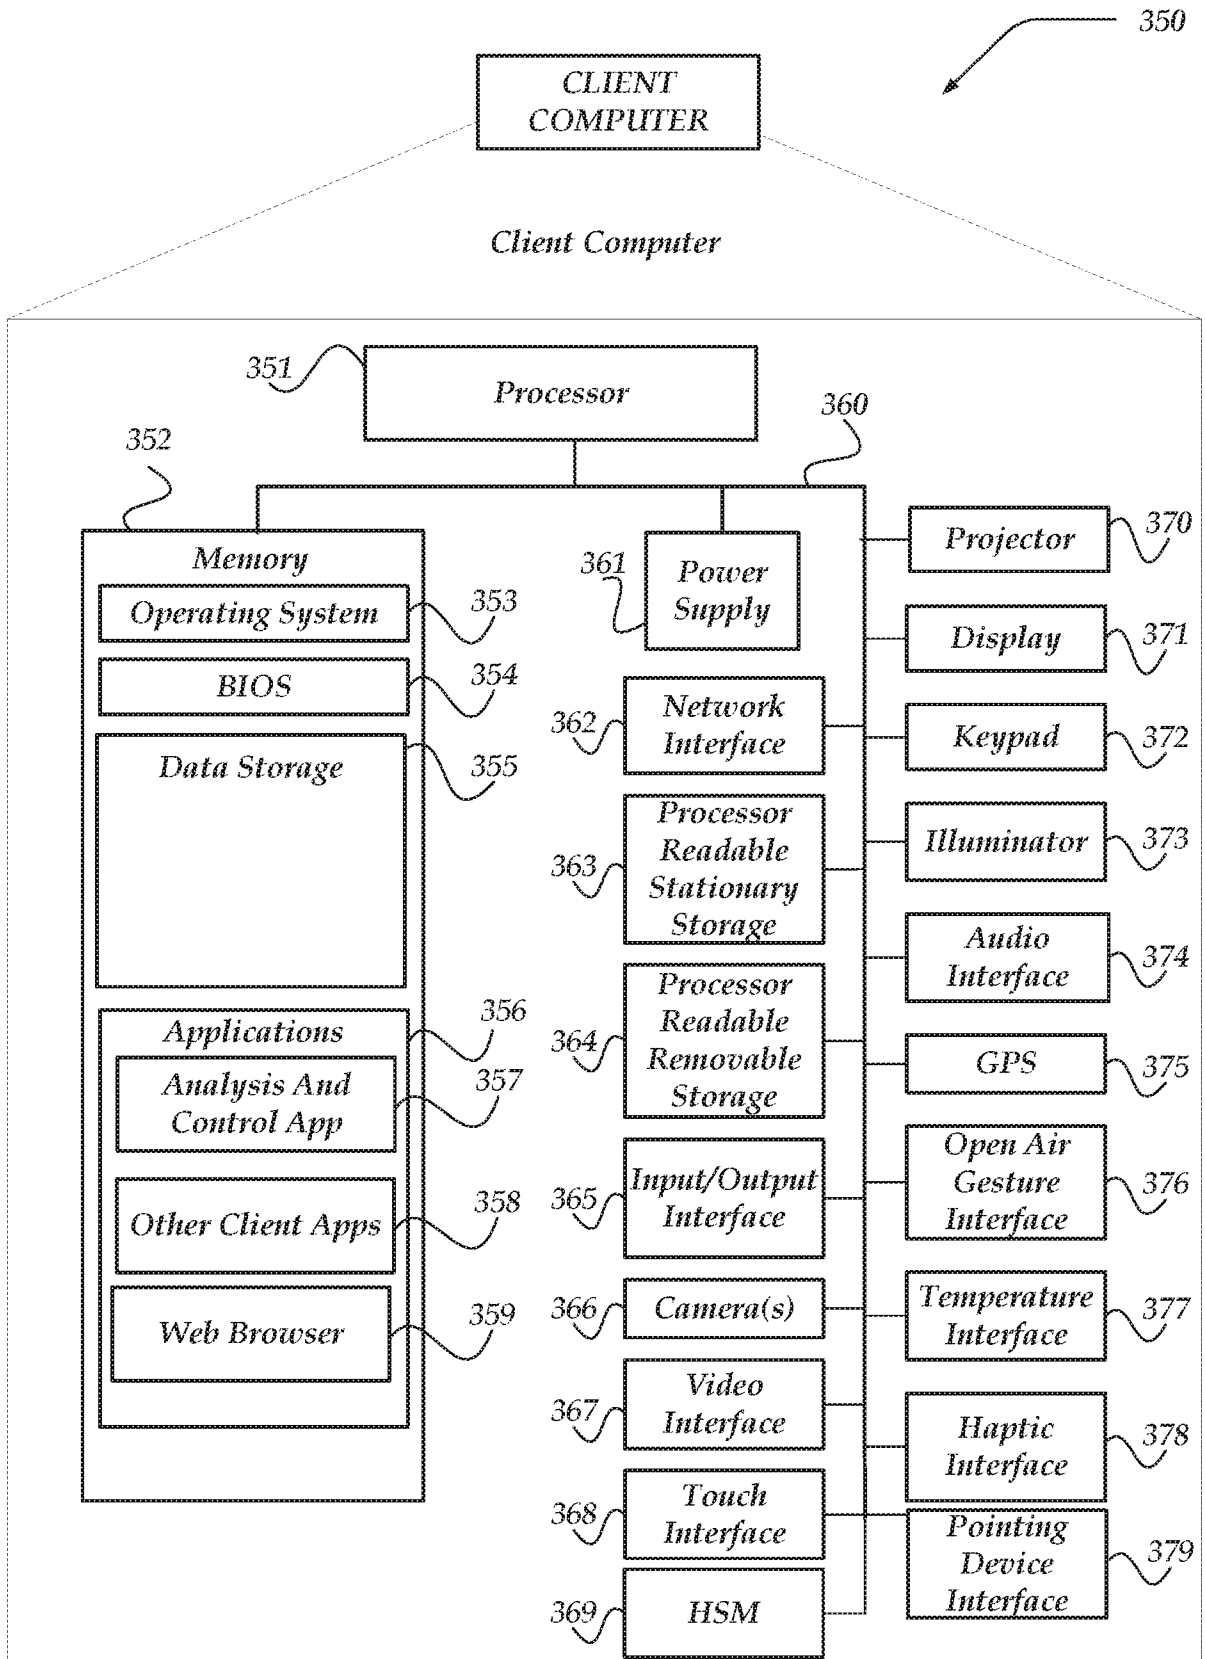 350
CLIENT
COMPUTER
Client Computer
351
Processor
360
352
Memory
Operating System
353
BIOS
354
Data Storage
355
Applications
356
Analysis And
Control App
357
Other Client Apps
358
Web Browser
359
361
Power
Supply
362
Network
Interface
363
Processor
Readable
Stationary
Storage
364
Processor
Readable
Removable
Storage
365
Input/Output
Interface
366
Camera(s)
367
Video
Interface
368
Touch
Interface
369
HSM
Projector
370
Display
371
Keypad
372
Illuminator
373
Audio
Interface
374
GPS
375
Open Air
Gesture
Interface
376
Temperature
Interface
377
Haptic
Interface
378
Pointing
Device
Interface
379